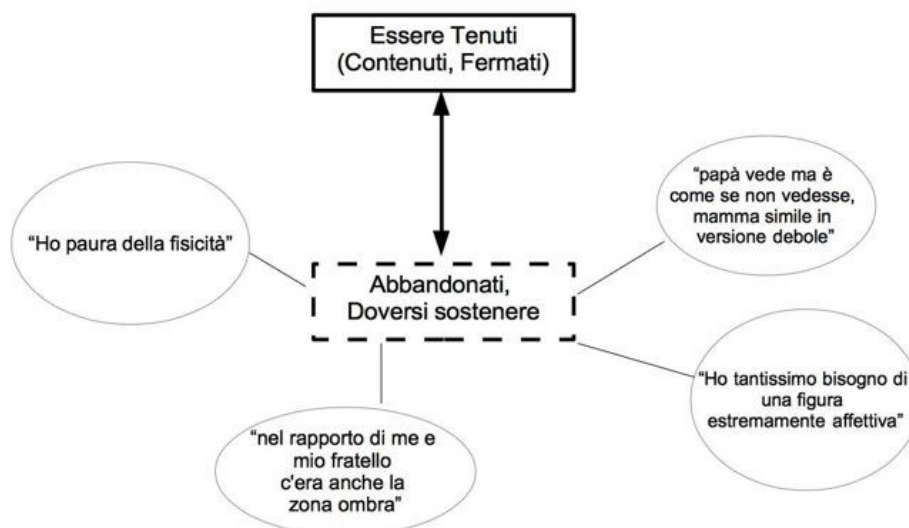 Essere Tenuti
(Contenuti, Fermati)
“papà vede ma è
come se non vedesse,
mamma simile in
versione debole”
“Ho paura della fisicità”
Abbandonati,
Doversi sostenere
“Ho tantissimo bisogno di
una figura
estremamente affettiva”
“nel rapporto di me e
mio fratello
c'era anche la
zona ombra”